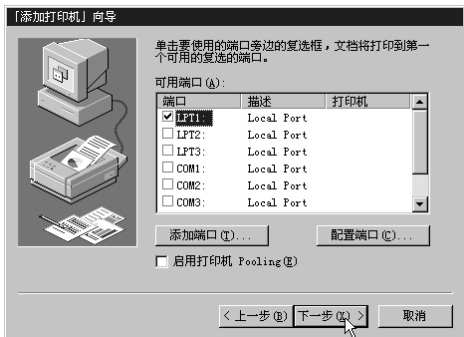 「添加打印机」向导
单击要使用的端口旁边的复选框，文档将打印到第一
个可用的复选的端口。
可用端口(A):
端口 描述 打印机
LPT1: Local Port
LPT2: Local Port
LPT3: Local Port
COM1: Local Port
COM2: Local Port
COM3: Local Port
添加端口(T)... 配置端口(C)...
启用打印机 Pooling(E)
< 上一步(B) 下一步(N) > 取消